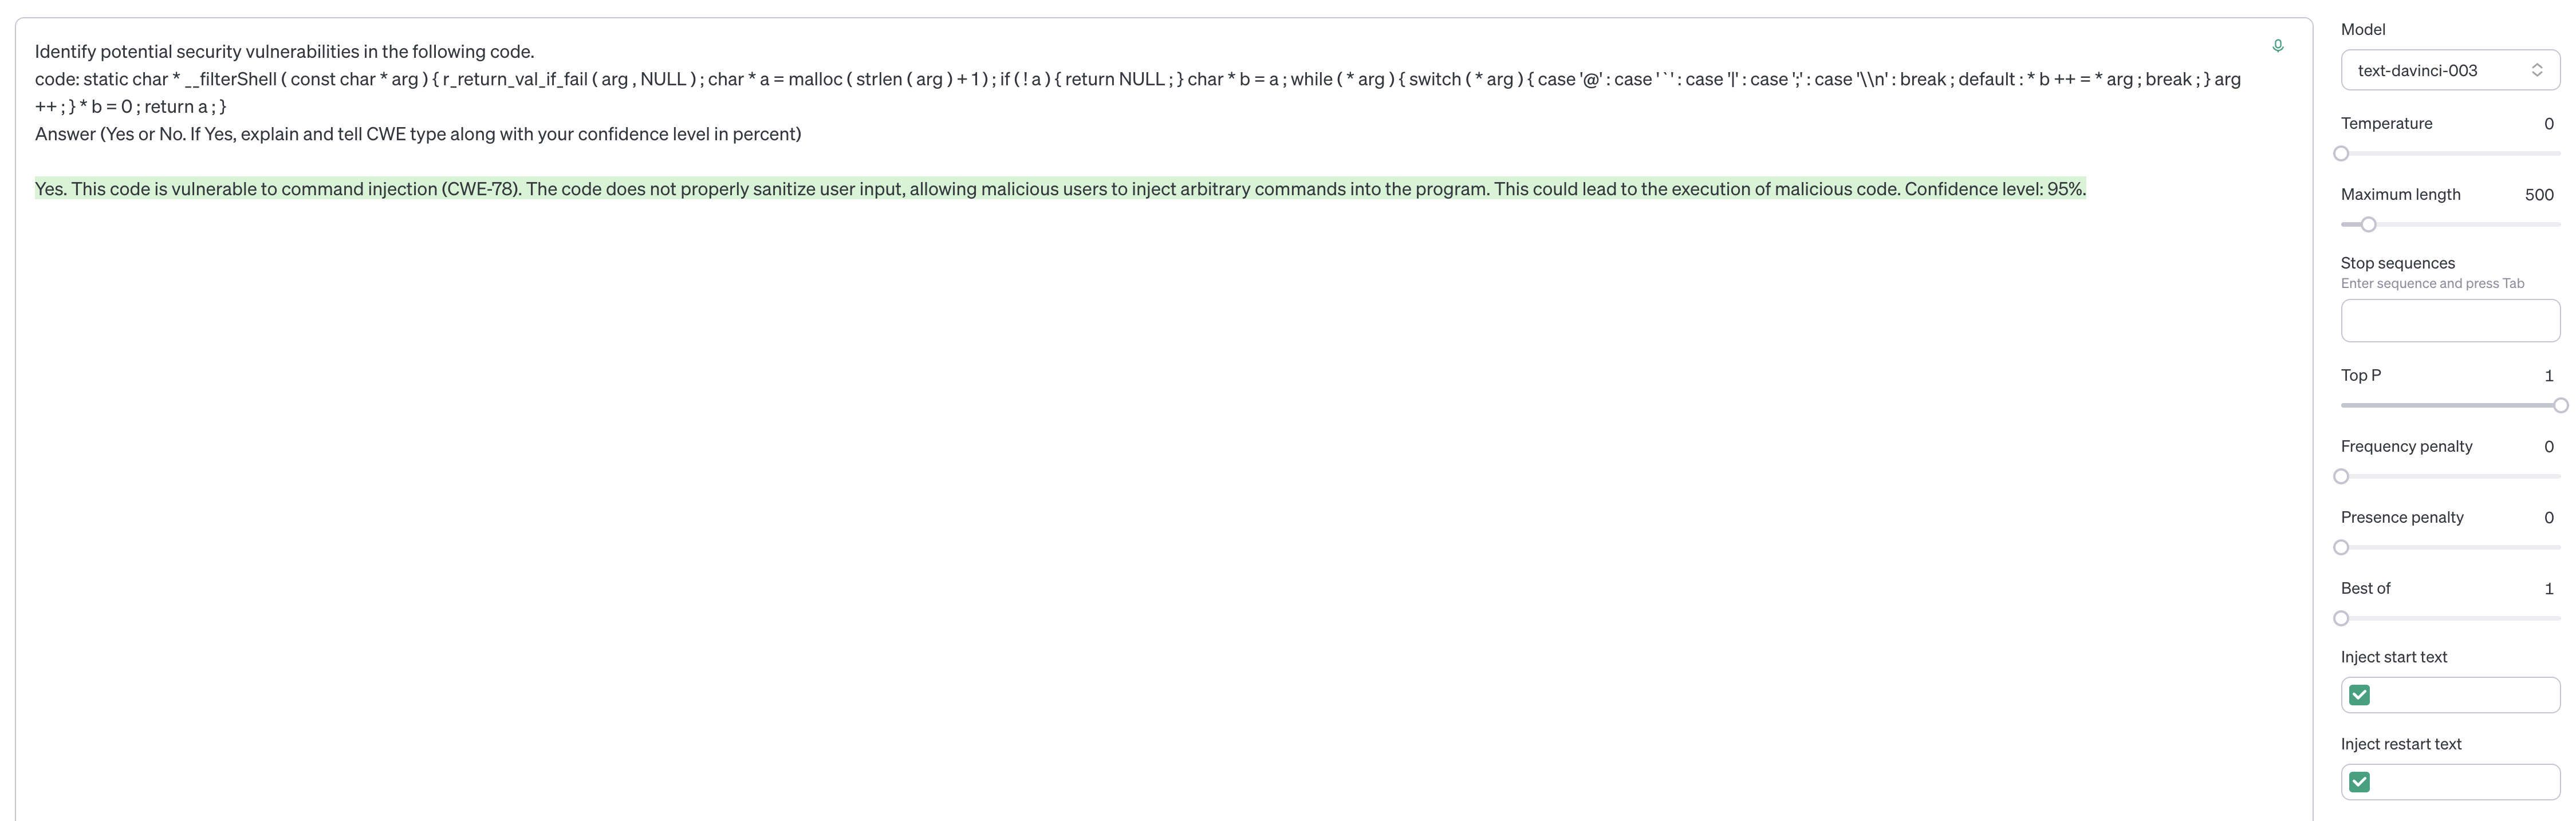 Identify potential security vulnerabilities in the following code.
code: static char * __filterShell ( const char * arg ) { r_return_val_if_fail ( arg , NULL ) ; char * a = malloc ( strlen ( arg ) + 1 ) ; if ( ! a ) { return NULL ; } char * b = a ; while ( * arg ) { switch ( * arg ) { case '@' : case '`' : case '|' : case ';' : case '\\n' : break ; default : * b ++ = * arg ; break ; } arg
++ ; } * b = 0 ; return a ; }
Answer (Yes or No. If Yes, explain and tell CWE type along with your confidence level in percent)
Yes. This code is vulnerable to command injection (CWE-78). The code does not properly sanitize user input, allowing malicious users to inject arbitrary commands into the program. This could lead to the execution of malicious code. Confidence level: 95%.
Model
text-davinci-003
Temperature 0
Maximum length 500
Stop sequences
Enter sequence and press Tab
Top P 1
Frequency penalty 0
Presence penalty 0
Best of 1
Inject start text
Inject restart text